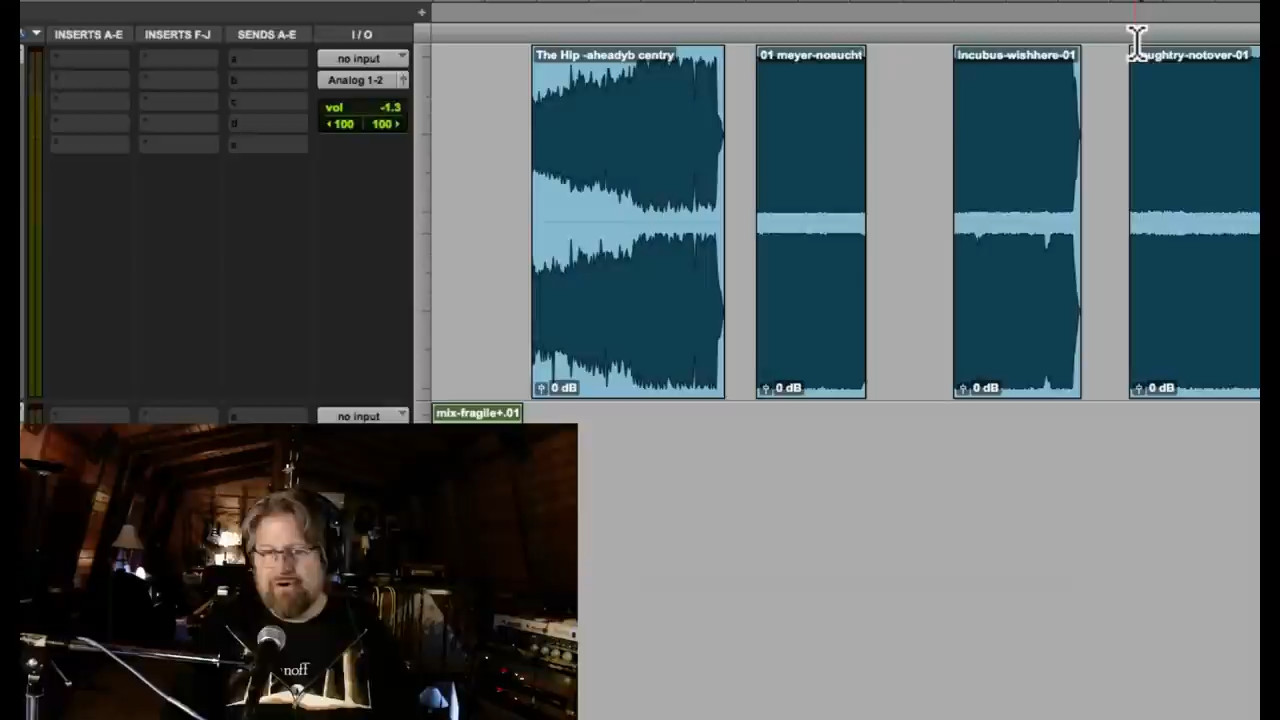 INSERTS A-E INSERTS F-J SENDS A-E I / O
a no input
b Analog 1-2
c
vol -1.3
d 100 100
e
The Hip -aheadyb centry 01 meyer-nosucht incubus-wishhere-01 ughtry-notover-01
0 dB 0 dB 0 dB 0 dB
a no input
mix-fragile+.01
noff